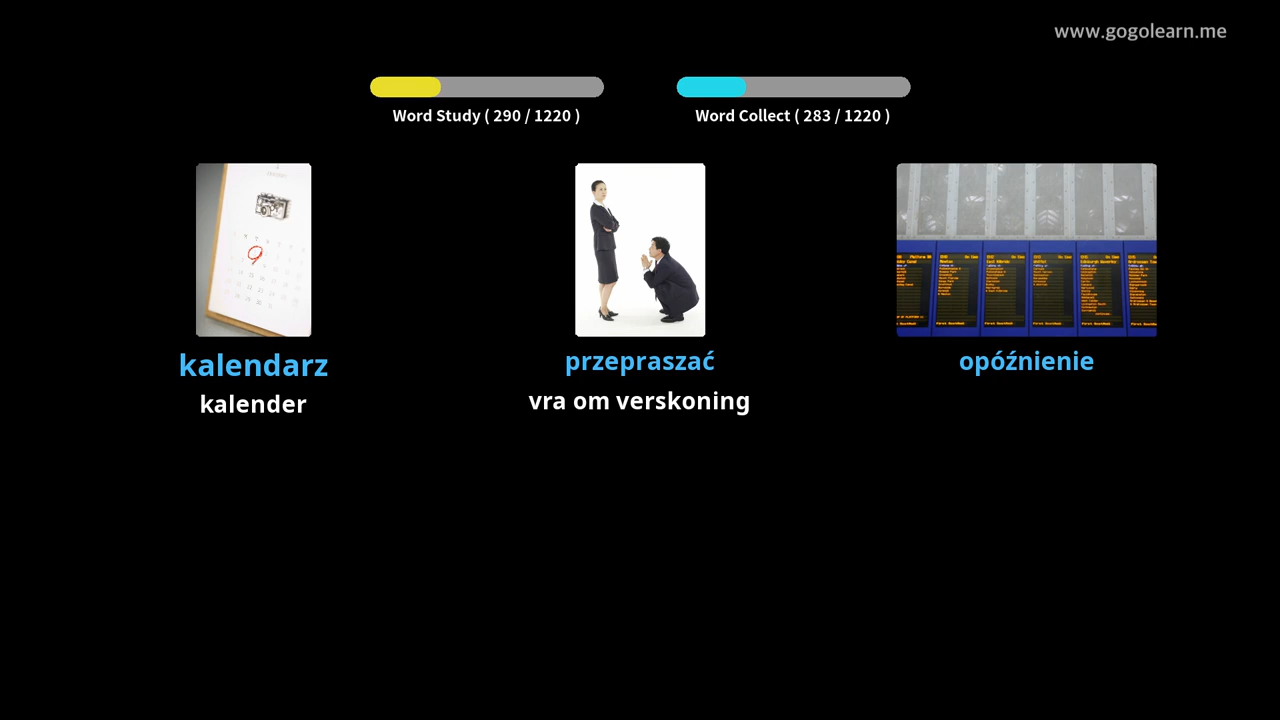 www.gogolearn.me
Word Study ( 290 / 1220 )
Word Collect ( 283 / 1220 )
kalendarz
przepraszać
opóźnienie
kalender
vra om verskoning